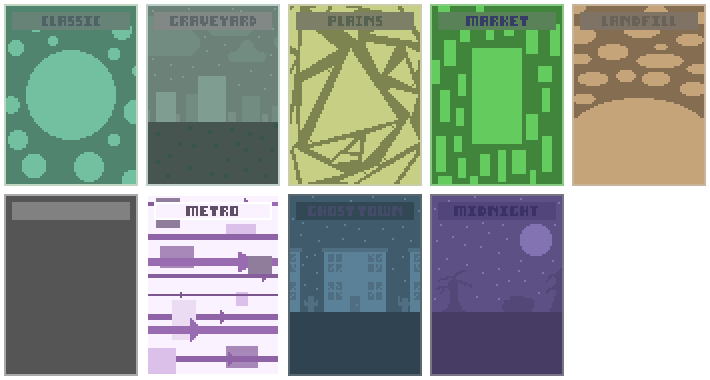 CLASSIC
GRAVEYARD
PLAINS
MARKET
LANDFILL
METRO
GHOST TOWN
MIDNIGHT